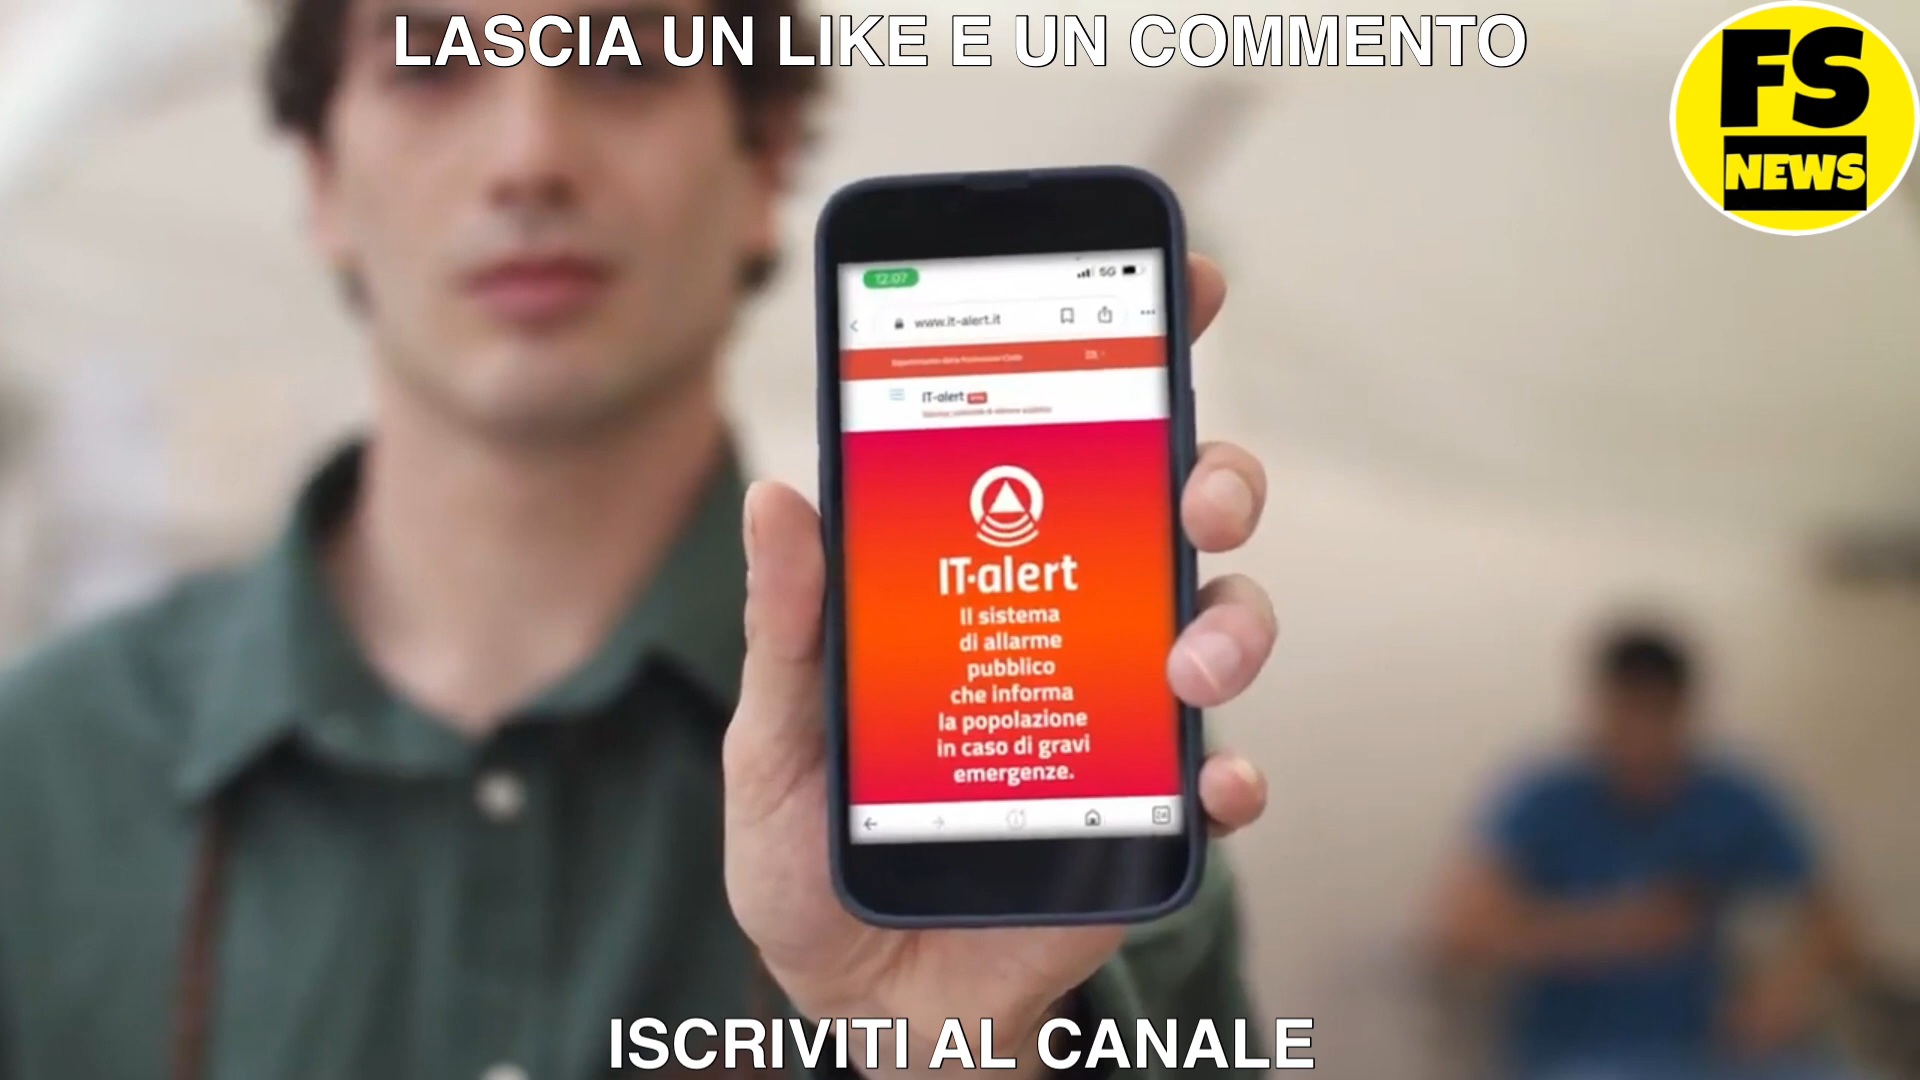 LASCIA UN LIKE E UN COMMENTO
FS
NEWS
12:07
5G
www.it-alert.it
IT-alert
IT-alert
Il sistema
di allarme
pubblico
che informa
la popolazione
in caso di gravi
emergenze.
ISCRIVITI AL CANALE